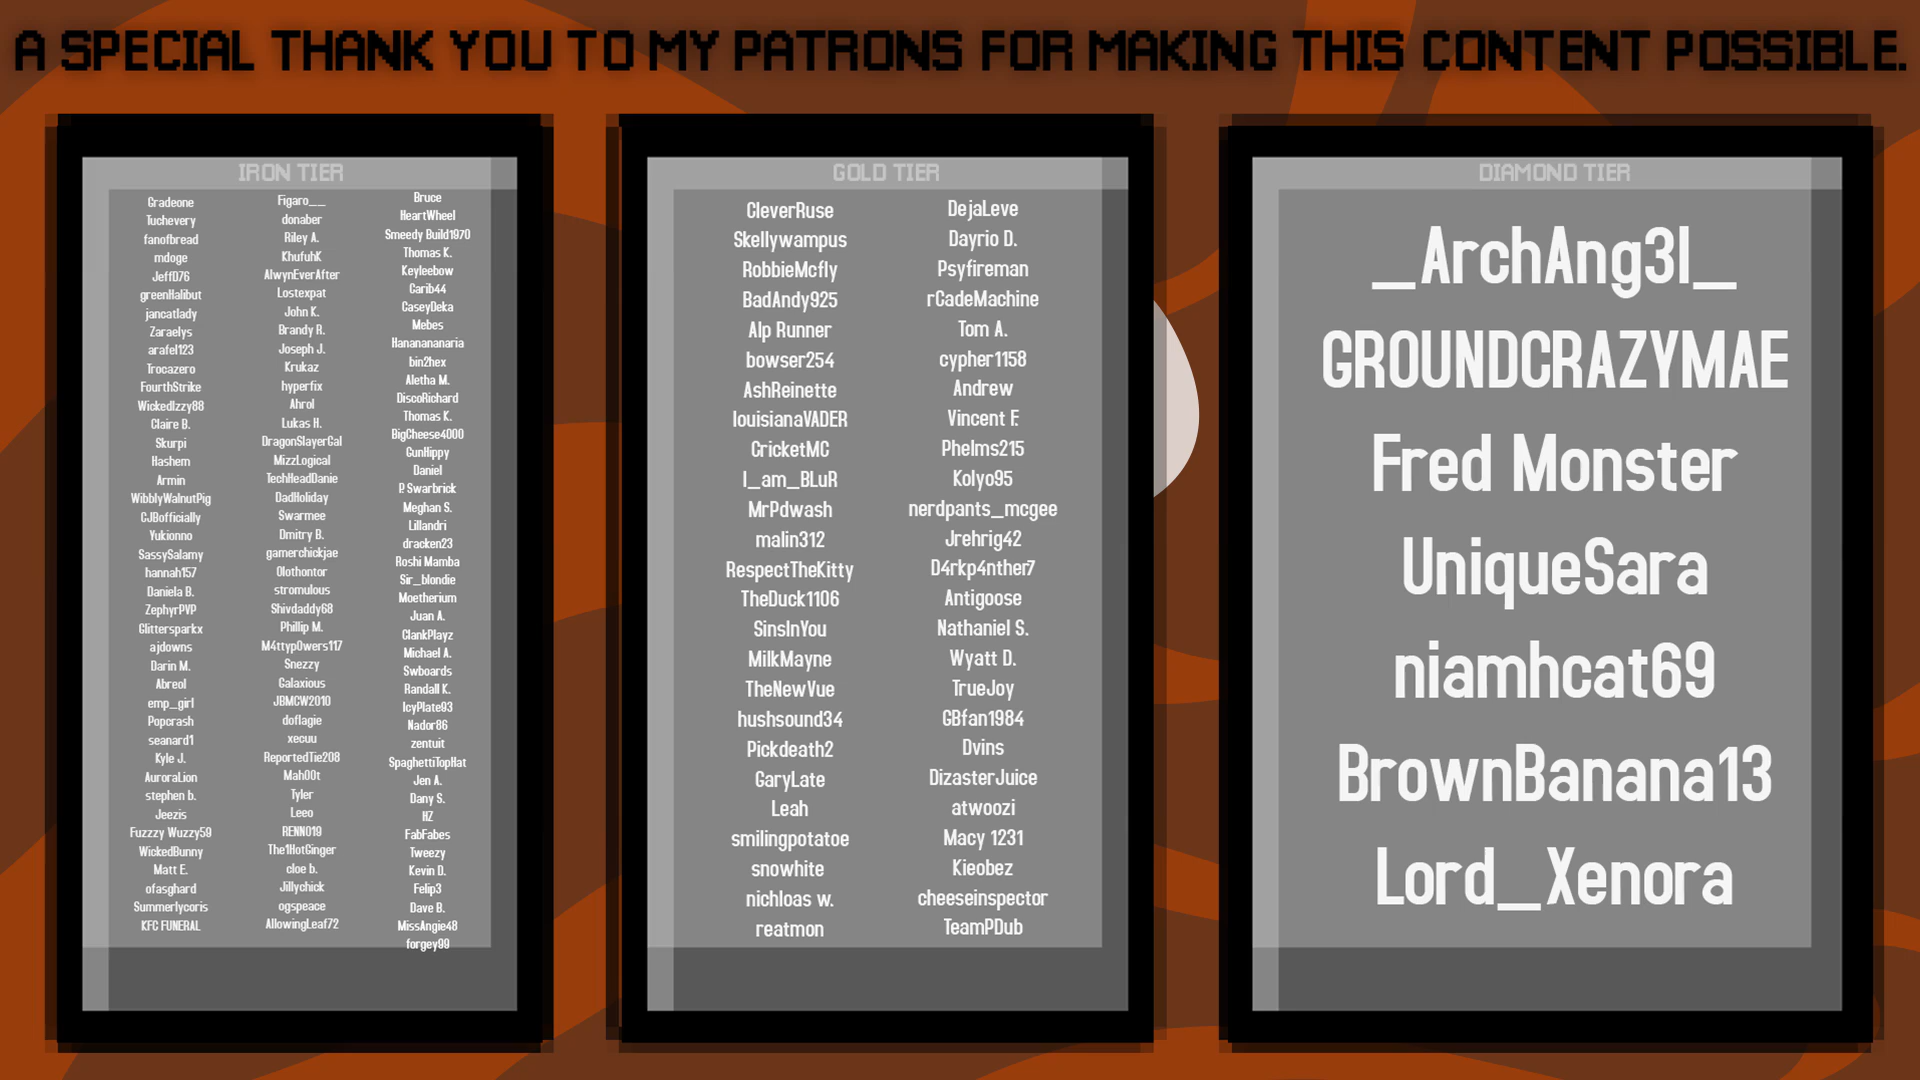 A SPECIAL THANK YOU TO MY PATRONS FOR MAKING THIS CONTENT POSSIBLE.
IRON TIER
Gradeone
Tuchevery
fanofbread
mdoge
JeffD76
greenHalibut
jancatlady
Zaraelys
arafel123
Trocazero
FourthStrike
WickedIzzy88
Claire B.
Skurpi
Hashem
Armin
WibblyWalnutPig
CJBofficially
Yukionno
SassySalamy
hannah157
Daniela B.
ZephyrPVP
Glittersparkx
ajdowns
Darin M.
Abreol
emp_girl
Popcrash
seanard1
Kyle J.
AuroraLion
stephen b.
Jeezis
Fuzzzy Wuzzy59
WickedBunny
Matt E.
ofasghard
Summerlycoris
KFC FUNERAL
Figaro__
donaber
Riley A.
KhufuhK
AlwynEverAfter
Lostexpat
John K.
Brandy R.
Joseph J.
Krukaz
hyperfix
Ahrol
Lukas H.
DragonSlayerGal
MizzLogical
TechHeadDanie
DadHoliday
Swarmee
Dmitry B.
gamerchickjae
Olothontor
stromulous
Shivdaddy68
Phillip M.
M4ttyp0wers117
Snezzy
Galaxious
JBMCW2010
doflagie
xecuu
ReportedTie208
Mah00t
Tyler
Leeo
RENN019
The1HotGinger
cloe b.
Jillychick
ogspeace
AllowingLeaf72
Bruce
HeartWheel
Smeedy Build1970
Thomas K.
Keyleebow
Carib44
CaseyDeka
Mebes
Hananananaria
bin2hex
Aletha M.
DiscoRichard
Thomas K.
BigCheese4000
GunHippy
Daniel
P. Swarbrick
Meghan S.
Lillandri
dracken23
Roshi Mamba
Sir_blondie
Moetherium
Juan A.
ClankPlayz
Michael A.
Swboards
Randall K.
IcyPlate93
Nador86
zentuit
SpaghettiTopHat
Jen A.
Dany S.
HZ
FabFabes
Tweezy
Kevin D.
Felip3
Dave B.
MissAngie48
forgey99
GOLD TIER
CleverRuse
Skellywampus
RobbieMcfly
BadAndy925
Alp Runner
bowser254
AshReinette
louisianaVADER
CricketMC
I_am_BLuR
MrPdwash
malin312
RespectTheKitty
TheDuck1106
SinsInYou
MilkMayne
TheNewVue
hushsound34
Pickdeath2
GaryLate
Leah
smilingpotatoe
snowhite
nichloas w.
reatmon
DejaLeve
Dayrio D.
Psyfireman
rCadeMachine
Tom A.
cypher1158
Andrew
Vincent F.
Phelms215
Kolyo95
nerdpants_mcgee
Jrehrig42
D4rkp4nther7
Antigoose
Nathaniel S.
Wyatt D.
TrueJoy
GBfan1984
Dvins
DizasterJuice
atwoozi
Macy 1231
Kieobez
cheeseinspector
TeamPDub
DIAMOND TIER
_ArchAng3l_
GROUNDCRAZYMAE
Fred Monster
UniqueSara
niamhcat69
BrownBanana13
Lord_Xenora